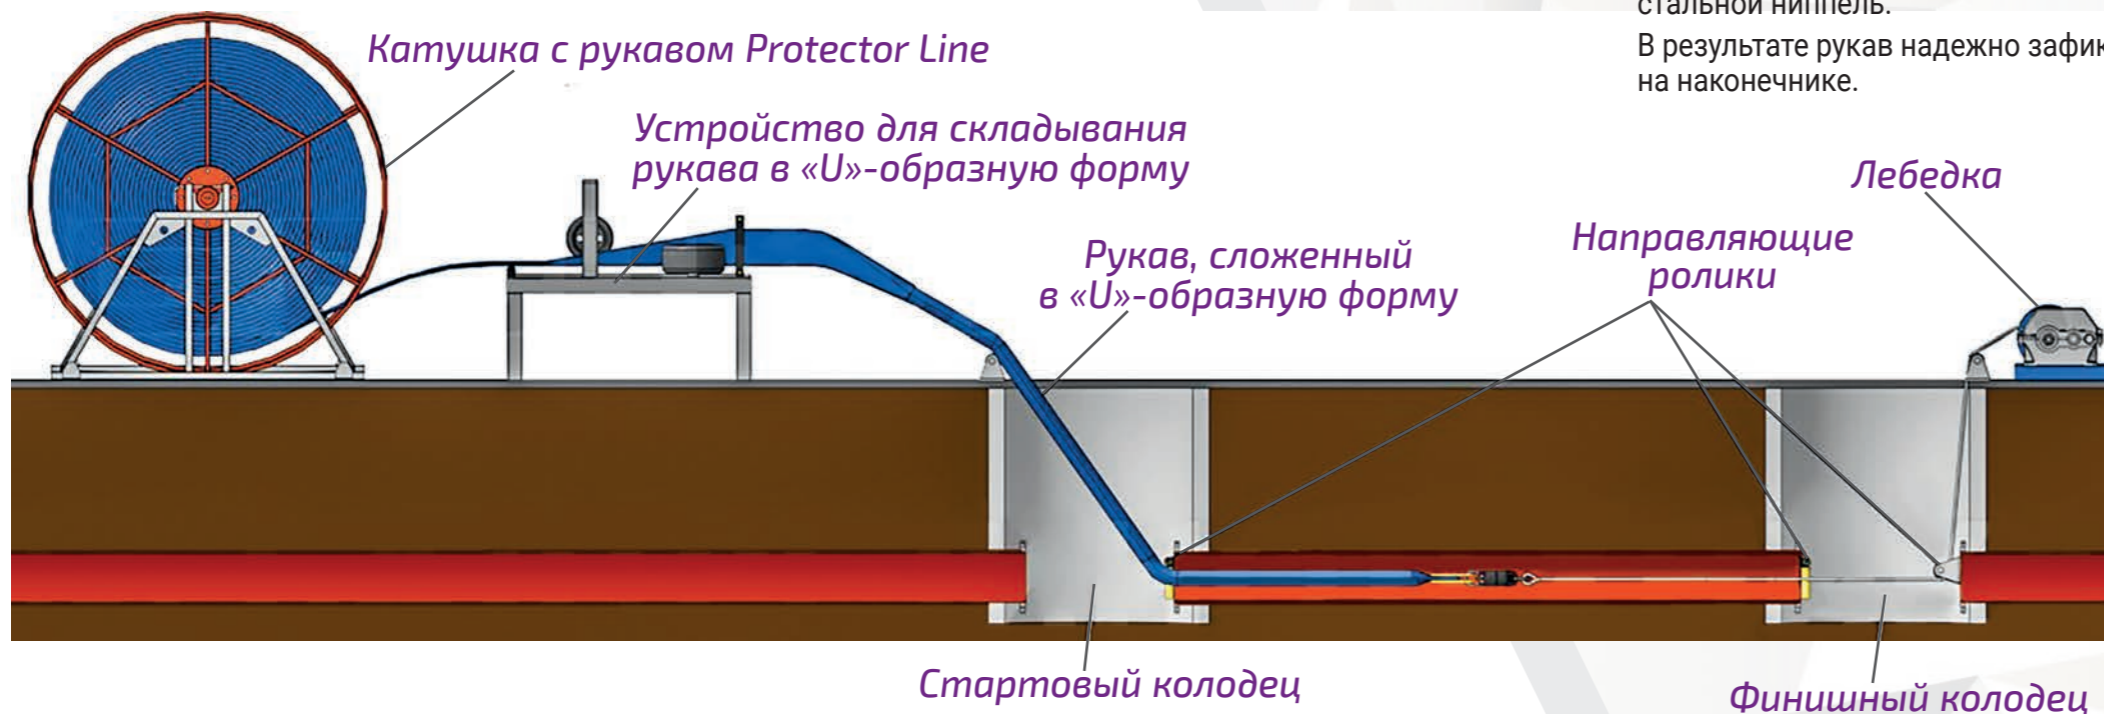 стальной ниппель.
В результате рукав надежно
на наконечнике.
Катушка с рукавом Protector Line
Устройство для складывания
рукава в «U»-образную форму
Лебедка
Направляющие
ролики
Рукав, сложенный
в «U»-образную форму
Стартовый колодец
Финишный колодец